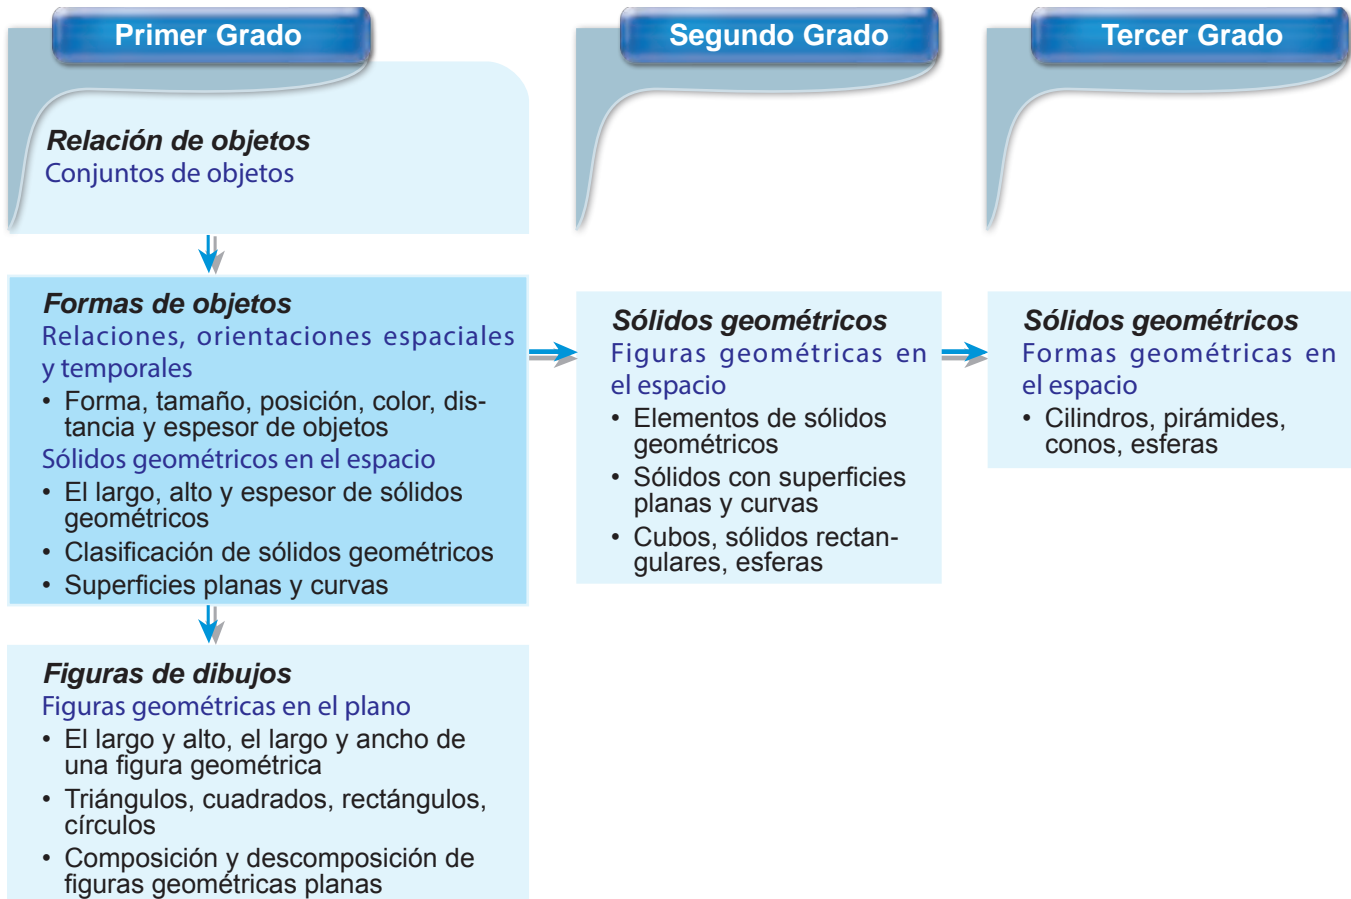 Primer Grado
Relación de objetos
Conjuntos de objetos
Formas de objetos
Relaciones, orientaciones espaciales
y temporales
• Forma, tamaño, posición, color, dis-
tancia y espesor de objetos
Sólidos geométricos en el espacio
• El largo, alto y espesor de sólidos
geométricos
• Clasificación de sólidos geométricos
• Superficies planas y curvas
Figuras de dibujos
Figuras geométricas en el plano
• El largo y alto, el largo y ancho de
una figura geométrica
• Triángulos, cuadrados, rectángulos,
círculos
• Composición y descomposición de
figuras geométricas planas
Segundo Grado
Sólidos geométricos
Figuras geométricas en
el espacio
• Elementos de sólidos
geométricos
• Sólidos con superficies
planas y curvas
• Cubos, sólidos rectan-
gulares, esferas
Tercer Grado
Sólidos geométricos
Formas geométricas en
el espacio
• Cilindros, pirámides,
conos, esferas